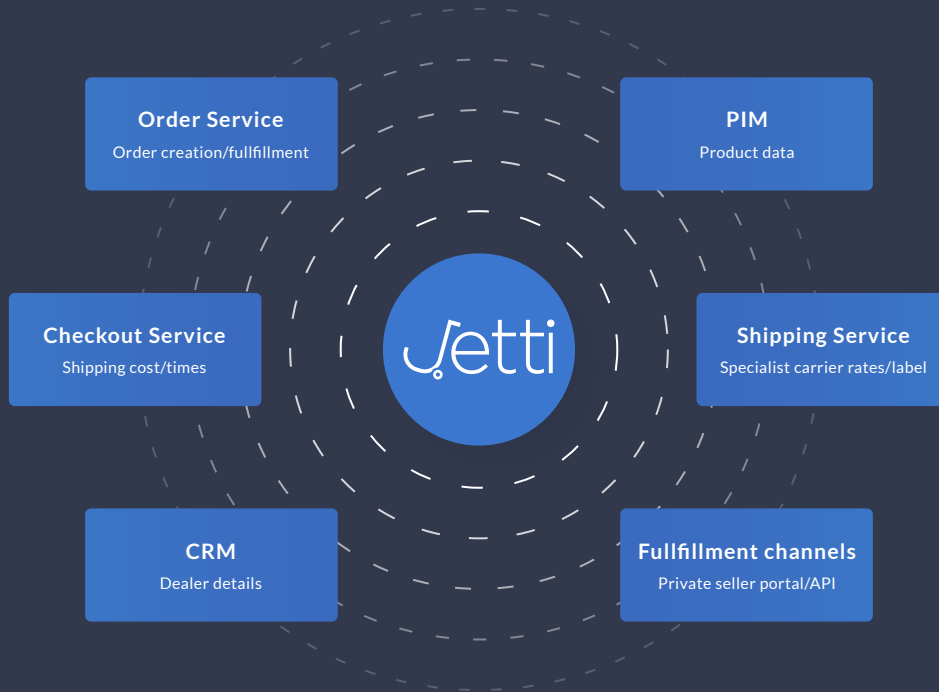 Order Service
Order creation/fullfillment
PIM
Product data
Checkout Service
Shipping cost/times
Jetti
Shipping Service
Specialist carrier rates/label
CRM
Dealer details
Fullfillment channels
Private seller portal/API